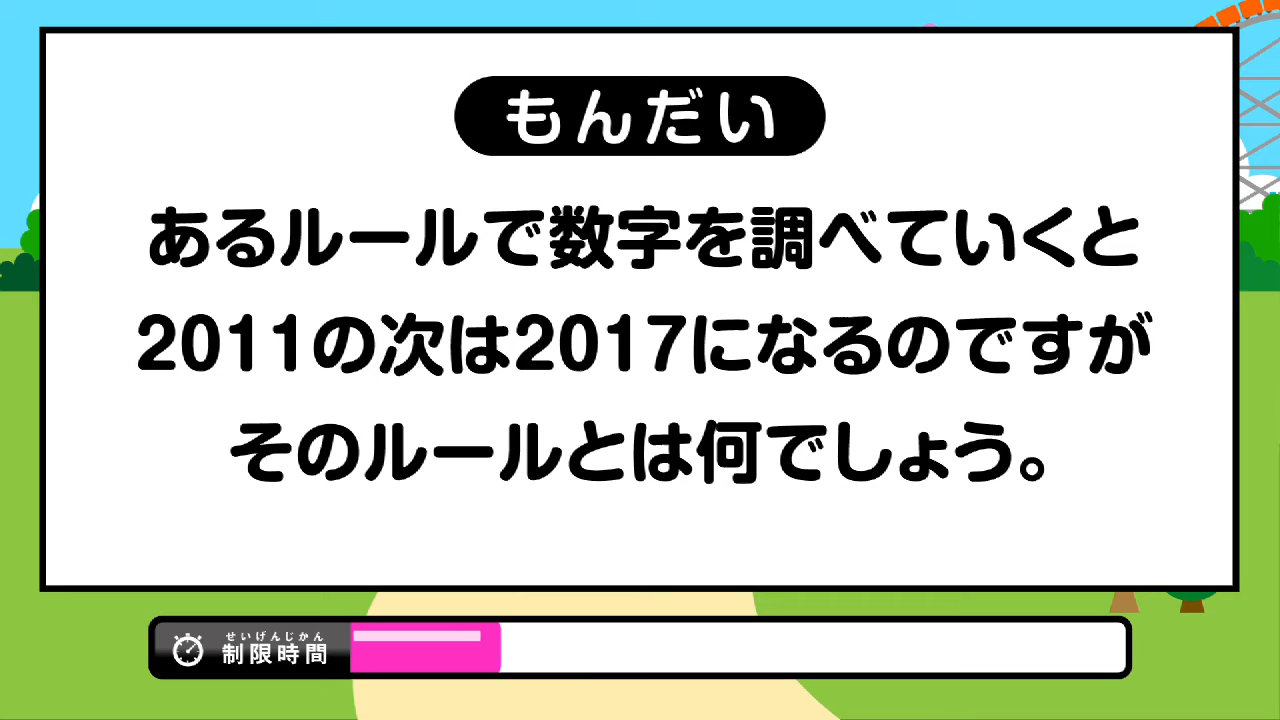 もんだい
あるルールで数字を調べていくと
2011の次は2017になるのですが
そのルールとは何でしょう。
せいげんじかん
制限時間